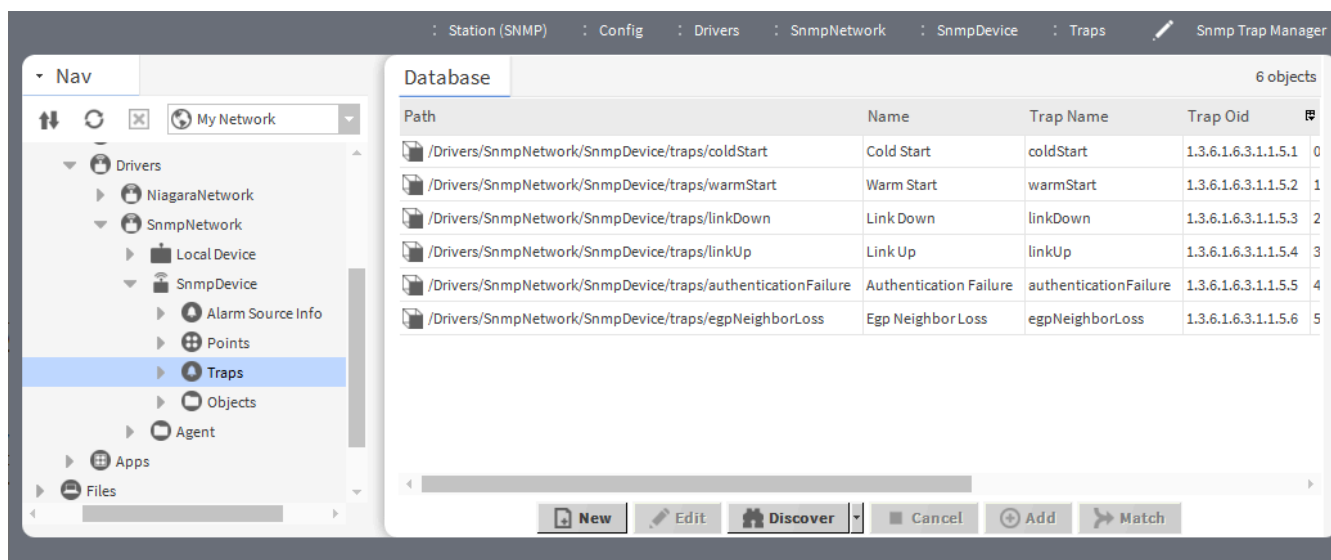 : Station (SNMP) : Config : Drivers : SnmpNetwork : SnmpDevice : Traps Snmp Trap Manager
Nav
My Network
Drivers
NiagaraNetwork
SnmpNetwork
Local Device
SnmpDevice
Alarm Source Info
Points
Traps
Objects
Agent
Apps
Files
Database 6 objects
Path Name Trap Name Trap Oid
/Drivers/SnmpNetwork/SnmpDevice/traps/coldStart Cold Start coldStart 1.3.6.1.6.3.1.1.5.1 0
/Drivers/SnmpNetwork/SnmpDevice/traps/warmStart Warm Start warmStart 1.3.6.1.6.3.1.1.5.2 1
/Drivers/SnmpNetwork/SnmpDevice/traps/linkDown Link Down linkDown 1.3.6.1.6.3.1.1.5.3 2
/Drivers/SnmpNetwork/SnmpDevice/traps/linkUp Link Up linkUp 1.3.6.1.6.3.1.1.5.4 3
/Drivers/SnmpNetwork/SnmpDevice/traps/authenticationFailure Authentication Failure authenticationFailure 1.3.6.1.6.3.1.1.5.5 4
/Drivers/SnmpNetwork/SnmpDevice/traps/egpNeighborLoss Egp Neighbor Loss egpNeighborLoss 1.3.6.1.6.3.1.1.5.6 5
New Edit Discover Cancel Add Match